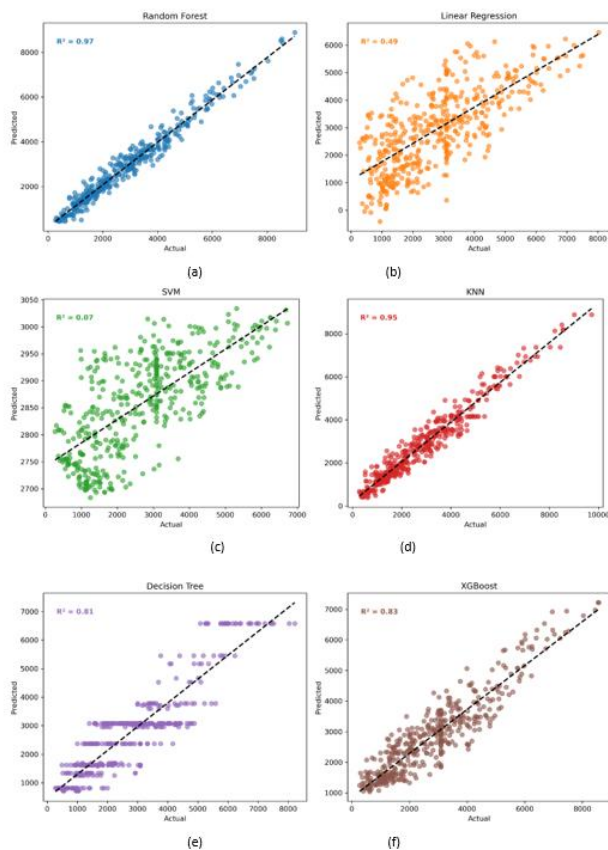 Random Forest
R² = 0.97
8000
6000
4000
2000
Predicted
0 2000 4000 6000 8000
Actual
(a)
Linear Regression
R² = 0.49
6000
5000
4000
3000
2000
1000
0
Predicted
0 1000 2000 3000 4000 5000 6000 7000 8000
Actual
(b)
SVM
R² = 0.07
3050
3000
2950
2900
2850
2800
2750
2700
Predicted
0 1000 2000 3000 4000 5000 6000 7000
Actual
(c)
KNN
R² = 0.95
8000
6000
4000
2000
0
Predicted
0 2000 4000 6000 8000 10000
Actual
(d)
Decision Tree
R² = 0.81
7000
6000
5000
4000
3000
2000
1000
Predicted
0 1000 2000 3000 4000 5000 6000 7000 8000
Actual
(e)
XGBoost
R² = 0.83
7000
6000
5000
4000
3000
2000
1000
Predicted
0 2000 4000 6000 8000
Actual
(f)